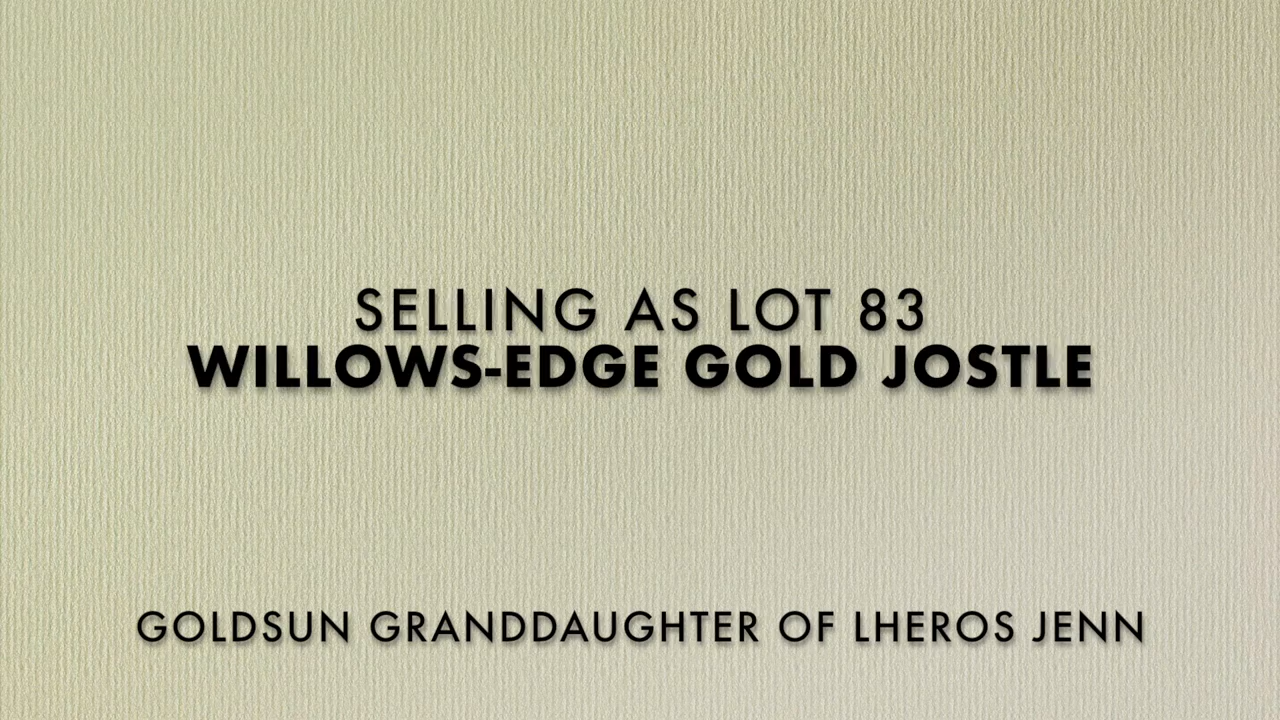 SELLING AS LOT 83
WILLOWS-EDGE GOLD JOSTLE
GOLDSUN GRANDDAUGHTER OF LHEROS JENN